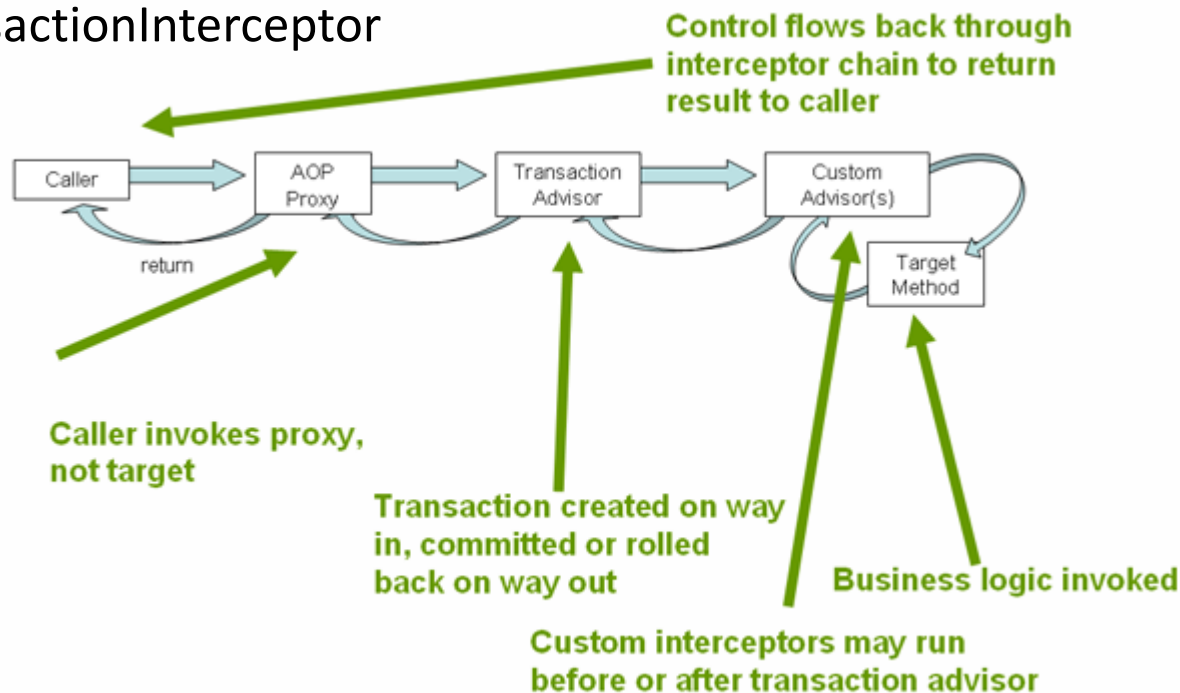 sactionInterceptor
Control flows back through
interceptor chain to return
result to caller
Caller
AOP
Proxy
Transaction
Advisor
Custom
Advisor(s)
return
Target
Method
Caller invokes proxy,
not target
Transaction created on way
in, committed or rolled
back on way out
Business logic invoked
Custom interceptors may run
before or after transaction advisor